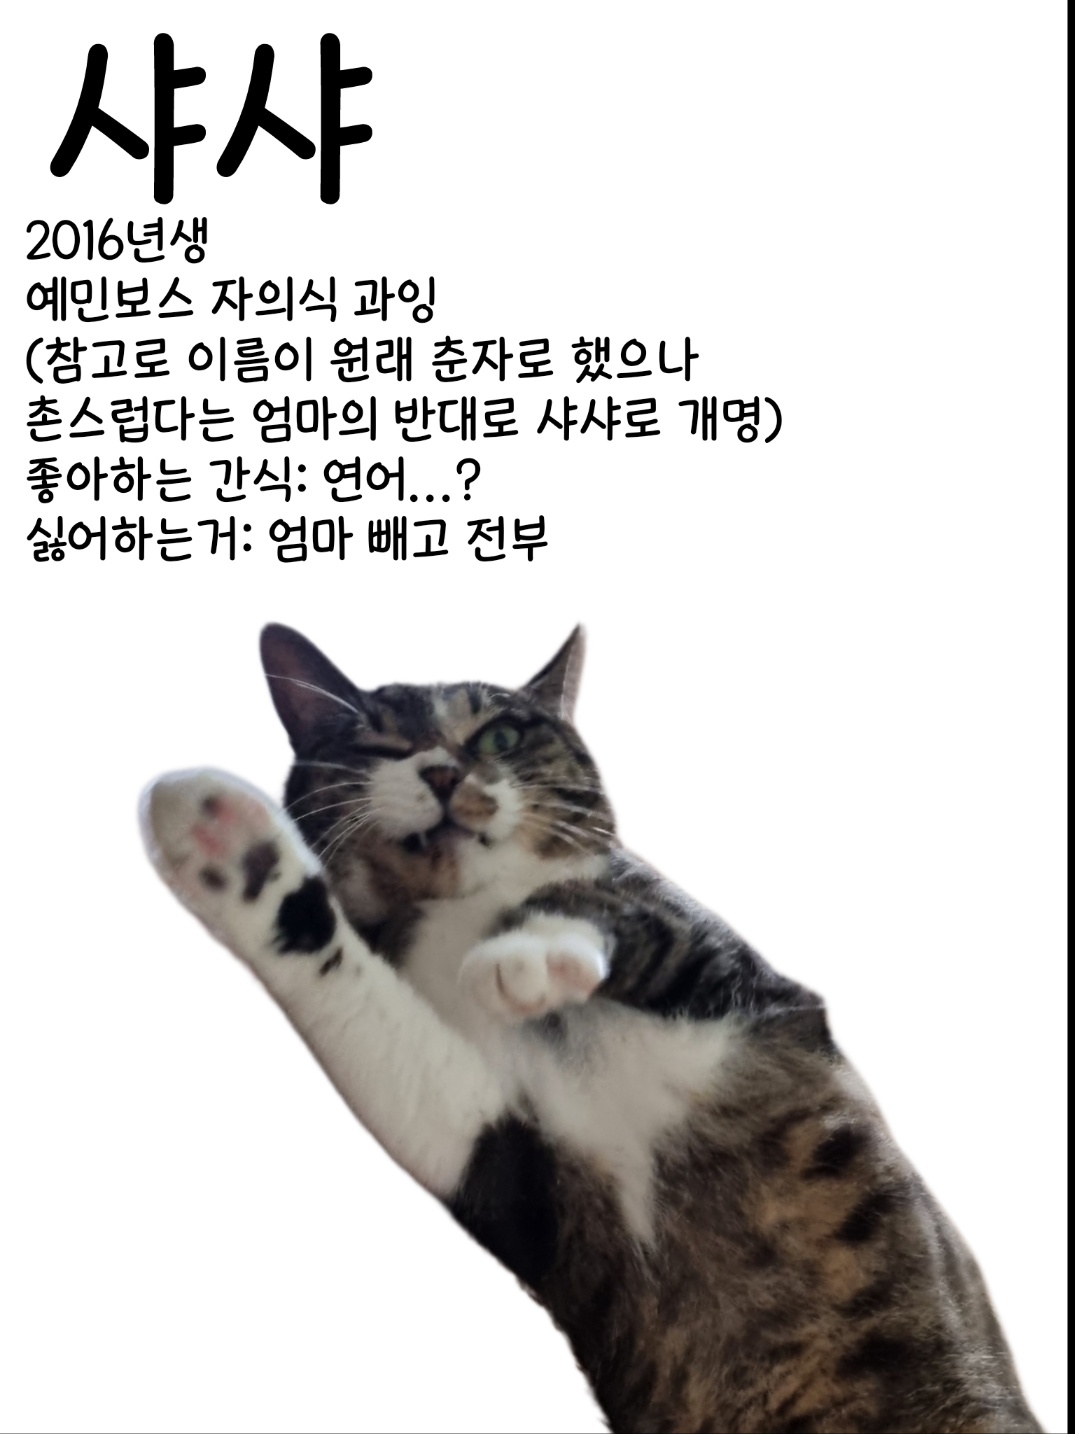 샤샤
2016년생
예민보스 자의식 과잉
(참고로 이름이 원래 춘자로 했으나
촌스럽다는 엄마의 반대로 샤샤로 개명)
좋아하는 간식: 연어...?
싫어하는거: 엄마 빼고 전부